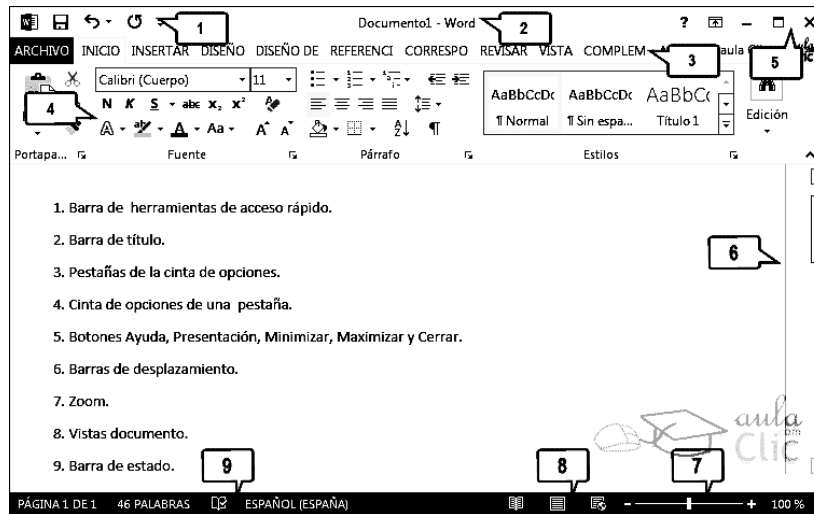 1
Documento1 - Word
2
?
ARCHIVO INICIO INSERTAR DISEÑO DISEÑO DE REFERENCI CORRESPO REVISAR VISTA COMPLEM
3
5
Calibri (Cuerpo) 11
4
N K S abc X₂ X²
A aby A Aa A A
AaBbCcDc AaBbCcDc AaBbC
¶ Normal ¶ Sin espa... Título 1
Edición
Portapa... Fuente Párrafo Estilos
1. Barra de herramientas de acceso rápido.
2. Barra de título.
3. Pestañas de la cinta de opciones.
6
4. Cinta de opciones de una pestaña.
5. Botones Ayuda, Presentación, Minimizar, Maximizar y Cerrar.
6. Barras de desplazamiento.
7. Zoom.
aula
Clic
8. Vistas documento.
9. Barra de estado.
9
8
7
PÁGINA 1 DE 1 46 PALABRAS ESPAÑOL (ESPAÑA) 100 %